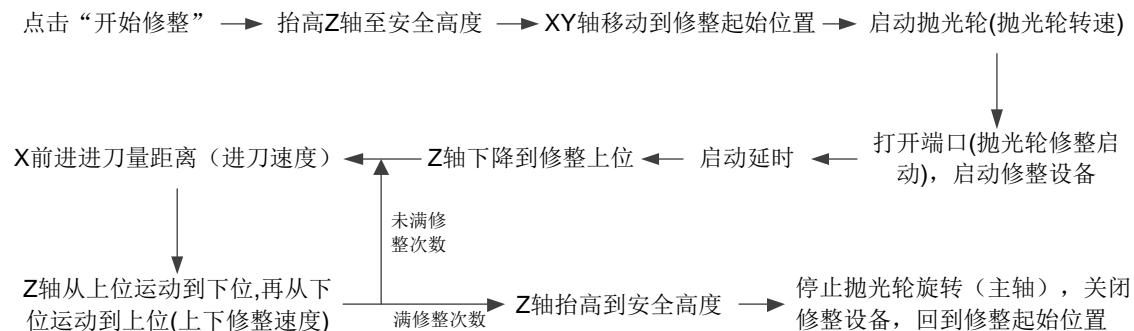 点击“开始修整”
抬高Z轴至安全高度
XY轴移动到修整起始位置
启动抛光轮(抛光轮转速)
打开端口(抛光轮修整启
动)，启动修整设备
启动延时
Z轴下降到修整上位
X前进进刀量距离（进刀速度）
未满修
整次数
Z轴从上位运动到下位,再从下
位运动到上位(上下修整速度)
满修整次数
Z轴抬高到安全高度
停止抛光轮旋转（主轴），关闭
修整设备，回到修整起始位置